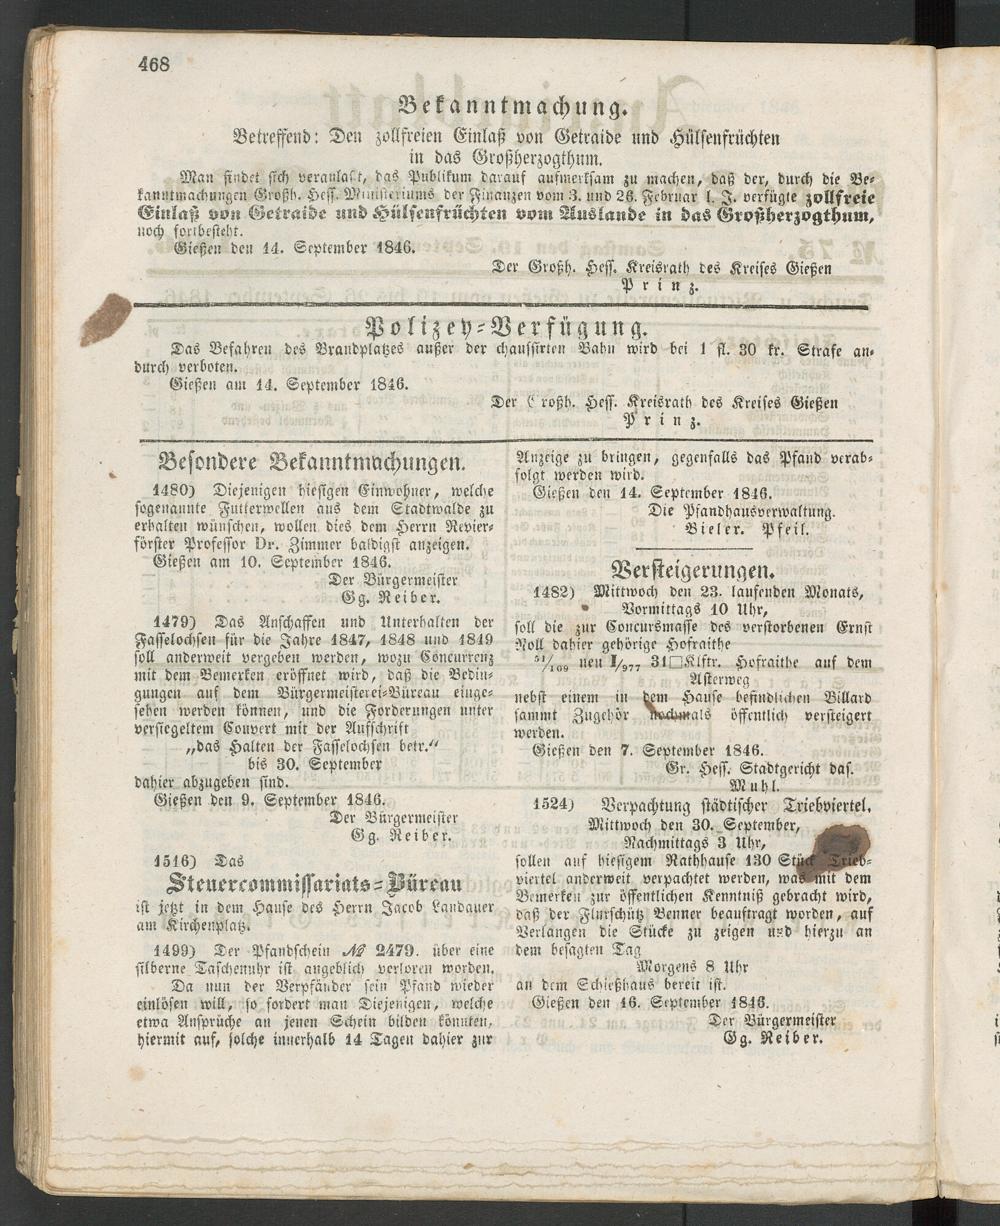 468
Bekanntmachung.
Betreffend: Den zollfreien Einlaß von Getraide und Hülsenfrüchten
in das Großherzogthum.
Man findet sich veranlaßt, das Publikum darauf aufmerksam zu machen, daß der, durch die Be-
kanntmachungen Großh. Hess. Ministeriums der Finanzen vom 3. und 26. Februar l. J. verfügte zollfreie
Einlaß von Getraide und Hülsenfrüchten vom Auslande in das Großherzogthum,
noch fortbesteht.
Gießen den 14. September 1846.
Der Großh. Hess. Kreisrath des Kreises Gießen
Prinz.
Polizey-Verfügung.
Das Befahren des Brandplatzes außer der chaussirten Bahn wird bei 1 fl. 30 kr. Strafe an-
durch verboten.
Gießen am 14. September 1846.
Der Großh. Hess. Kreisrath des Kreises Gießen
Prinz.
Besondere Bekanntmachungen.
1480) Diejenigen hiesigen Einwohner, welche
sogenannte Futterwellen aus dem Stadtwalde zu
erhalten wünschen, wollen dies dem Herrn Revier-
förster Professor Dr. Zimmer baldigst anzeigen.
Gießen am 10. September 1846.
Der Bürgermeister
Gg. Reiber.
1479) Das Anschaffen und Unterhalten der
Fasselochsen für die Jahre 1847, 1848 und 1849
soll anderweit vergeben werden, wozu Concurrenz
mit dem Bemerken eröffnet wird, daß die Bedin-
gungen auf dem Bürgermeisterei-Büreau einge-
sehen werden können, und die Forderungen unter
versiegeltem Couvert mit der Aufschrift
„das Halten der Fasselochsen betr.“
bis 30. September
dahier abzugeben sind.
Gießen den 9. September 1846.
Der Bürgermeister
Gg. Reiber.
1516) Das
Steuercommissariats-Büreau
ist jetzt in dem Hause des Herrn Jacob Landauer
am Kirchenplatz.
1499) Der Pfandschein № 2479. über eine
silberne Taschenuhr ist angeblich verloren worden.
Da nun der Verpfänder sein Pfand wieder
einlösen will, so fordert man Diejenigen, welche
etwa Ansprüche an jenen Schein bilden könnten,
hiermit auf, solche innerhalb 14 Tagen dahier zur
Anzeige zu bringen, gegenfalls das Pfand verab-
folgt werden wird.
Gießen den 14. September 1846.
Die Pfandhausverwaltung.
Bieler. Pfeil.
Versteigerungen.
1482) Mittwoch den 23. laufenden Monats,
Vormittags 10 Uhr,
soll die zur Concursmasse des verstorbenen Ernst
Noll dahier gehörige Hofraithe
51/109 neu I/977 31□Klftr. Hofraithe auf dem
Asterweg
nebst einem in dem Hause befindlichen Billard
sammt Zugehör nochmals öffentlich versteigert
werden.
Gießen den 7. September 1846.
Gr. Hess. Stadtgericht das.
Muhl.
1524) Verpachtung städtischer Triebviertel.
Mittwoch den 30. September,
Nachmittags 3 Uhr,
sollen auf hiesigem Rathhause 130 Stück Trieb-
viertel anderweit verpachtet werden, was mit dem
Bemerken zur öffentlichen Kenntniß gebracht wird,
daß der Flurschütz Benner beauftragt worden, auf
Verlangen die Stücke zu zeigen und hierzu an
dem besagten Tag
Morgens 8 Uhr
an dem Schießhaus bereit ist.
Gießen den 16. September 1846.
Der Bürgermeister
Gg. Reiber.